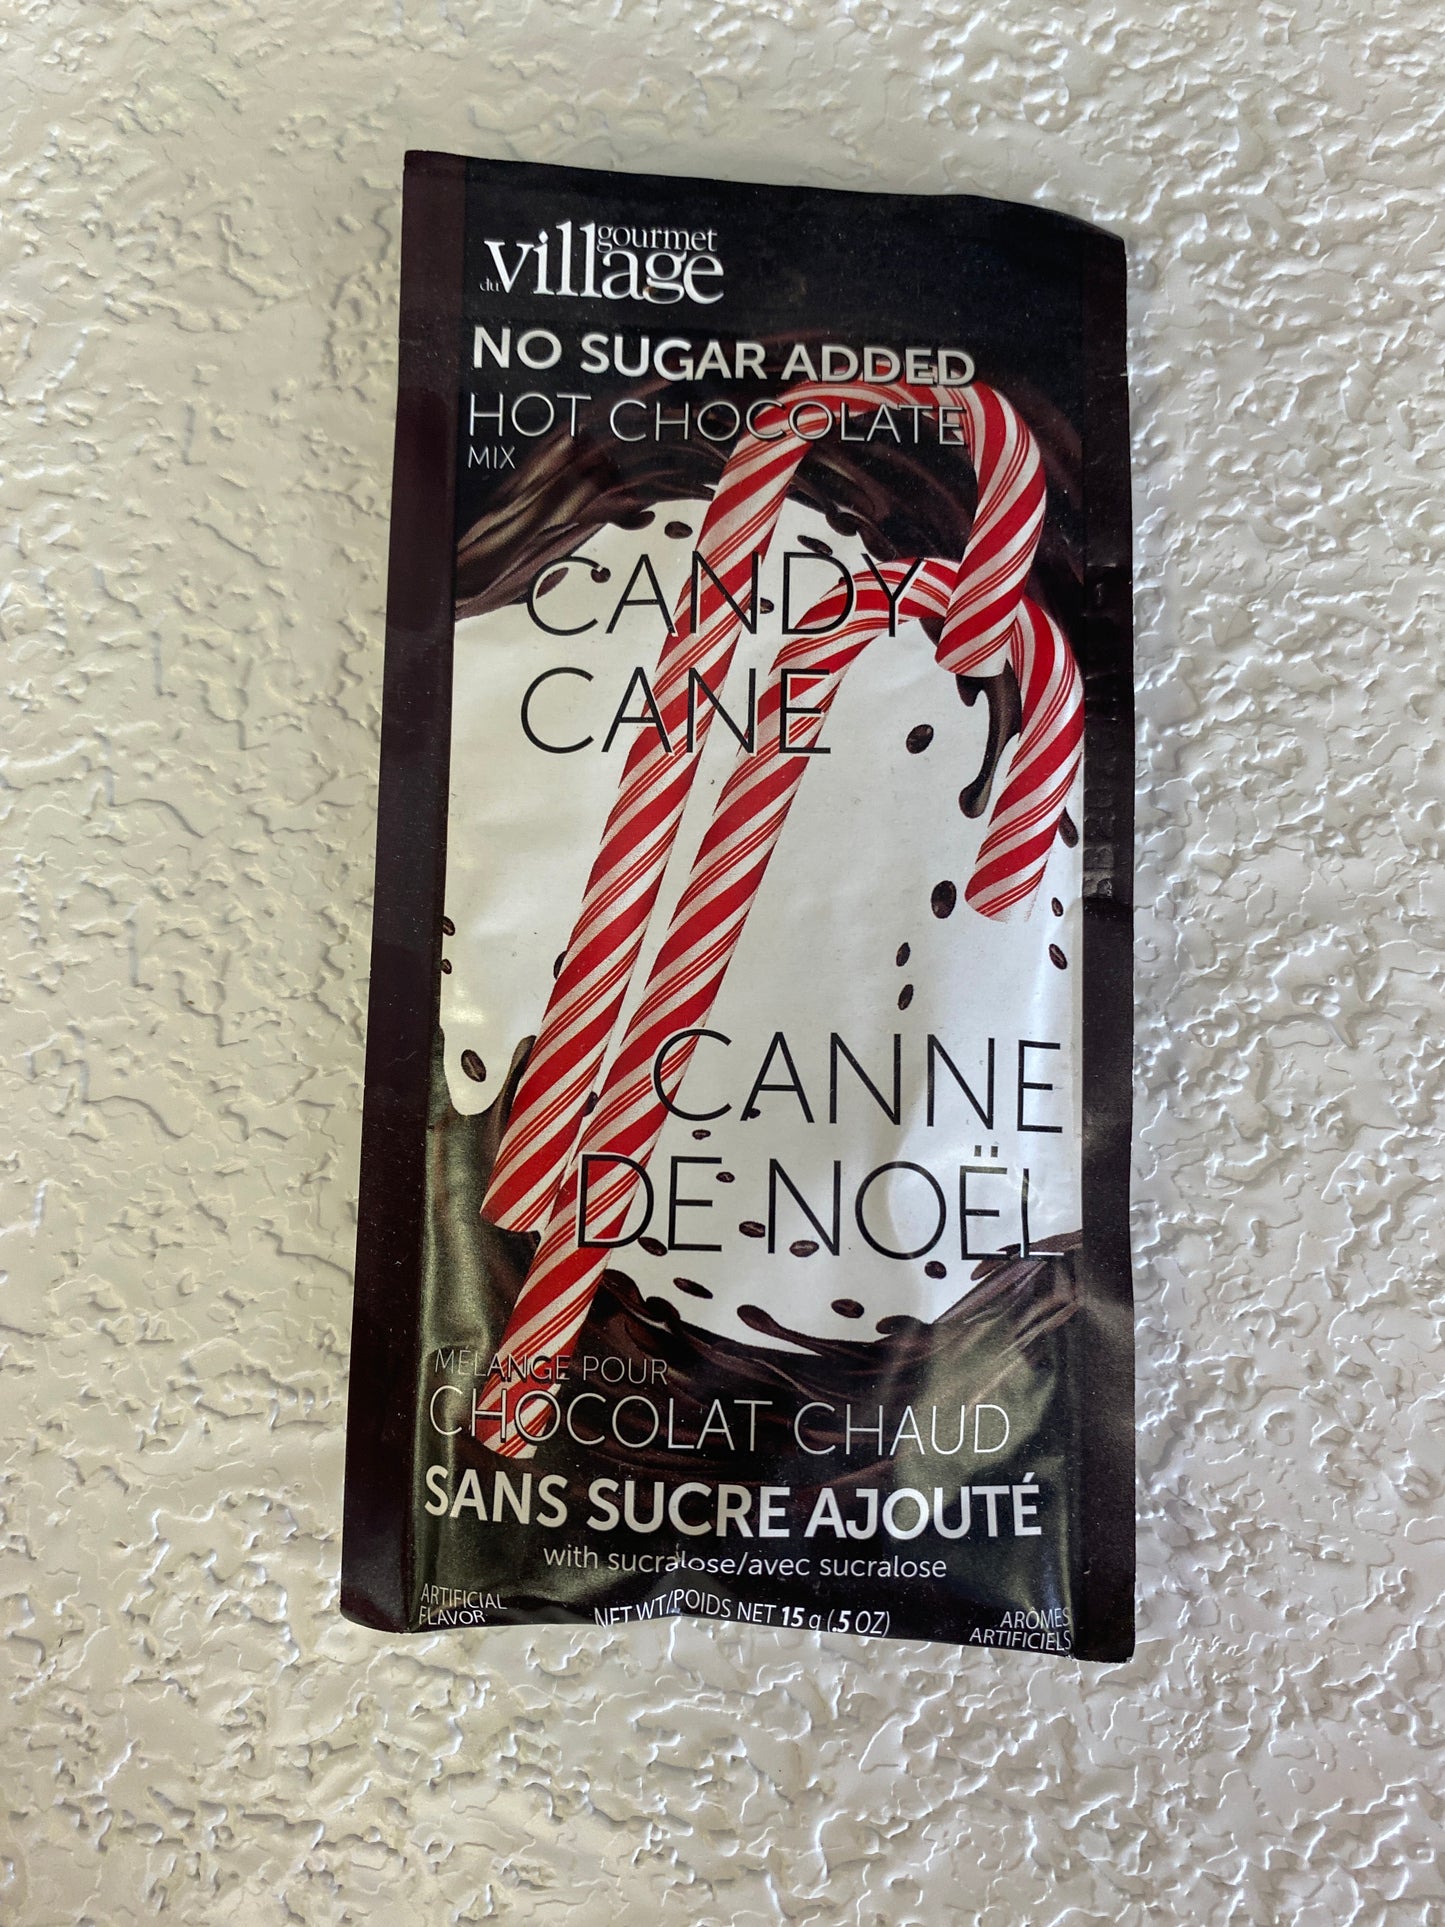 gourmet
du village
NO SUGAR ADDED
HOT CHOCOLATE
MIX
CANDY
CANE
CANNE
DE NOËL
MÉLANGE POUR
CHOCOLAT CHAUD
SANS SUCRE AJOUTÉ
with sucralose/avec sucralose
ARTIFICIAL
FLAVOR
NET WT/POIDS NET 15 g (.5 OZ)
ARÔMES
ARTIFICIELS